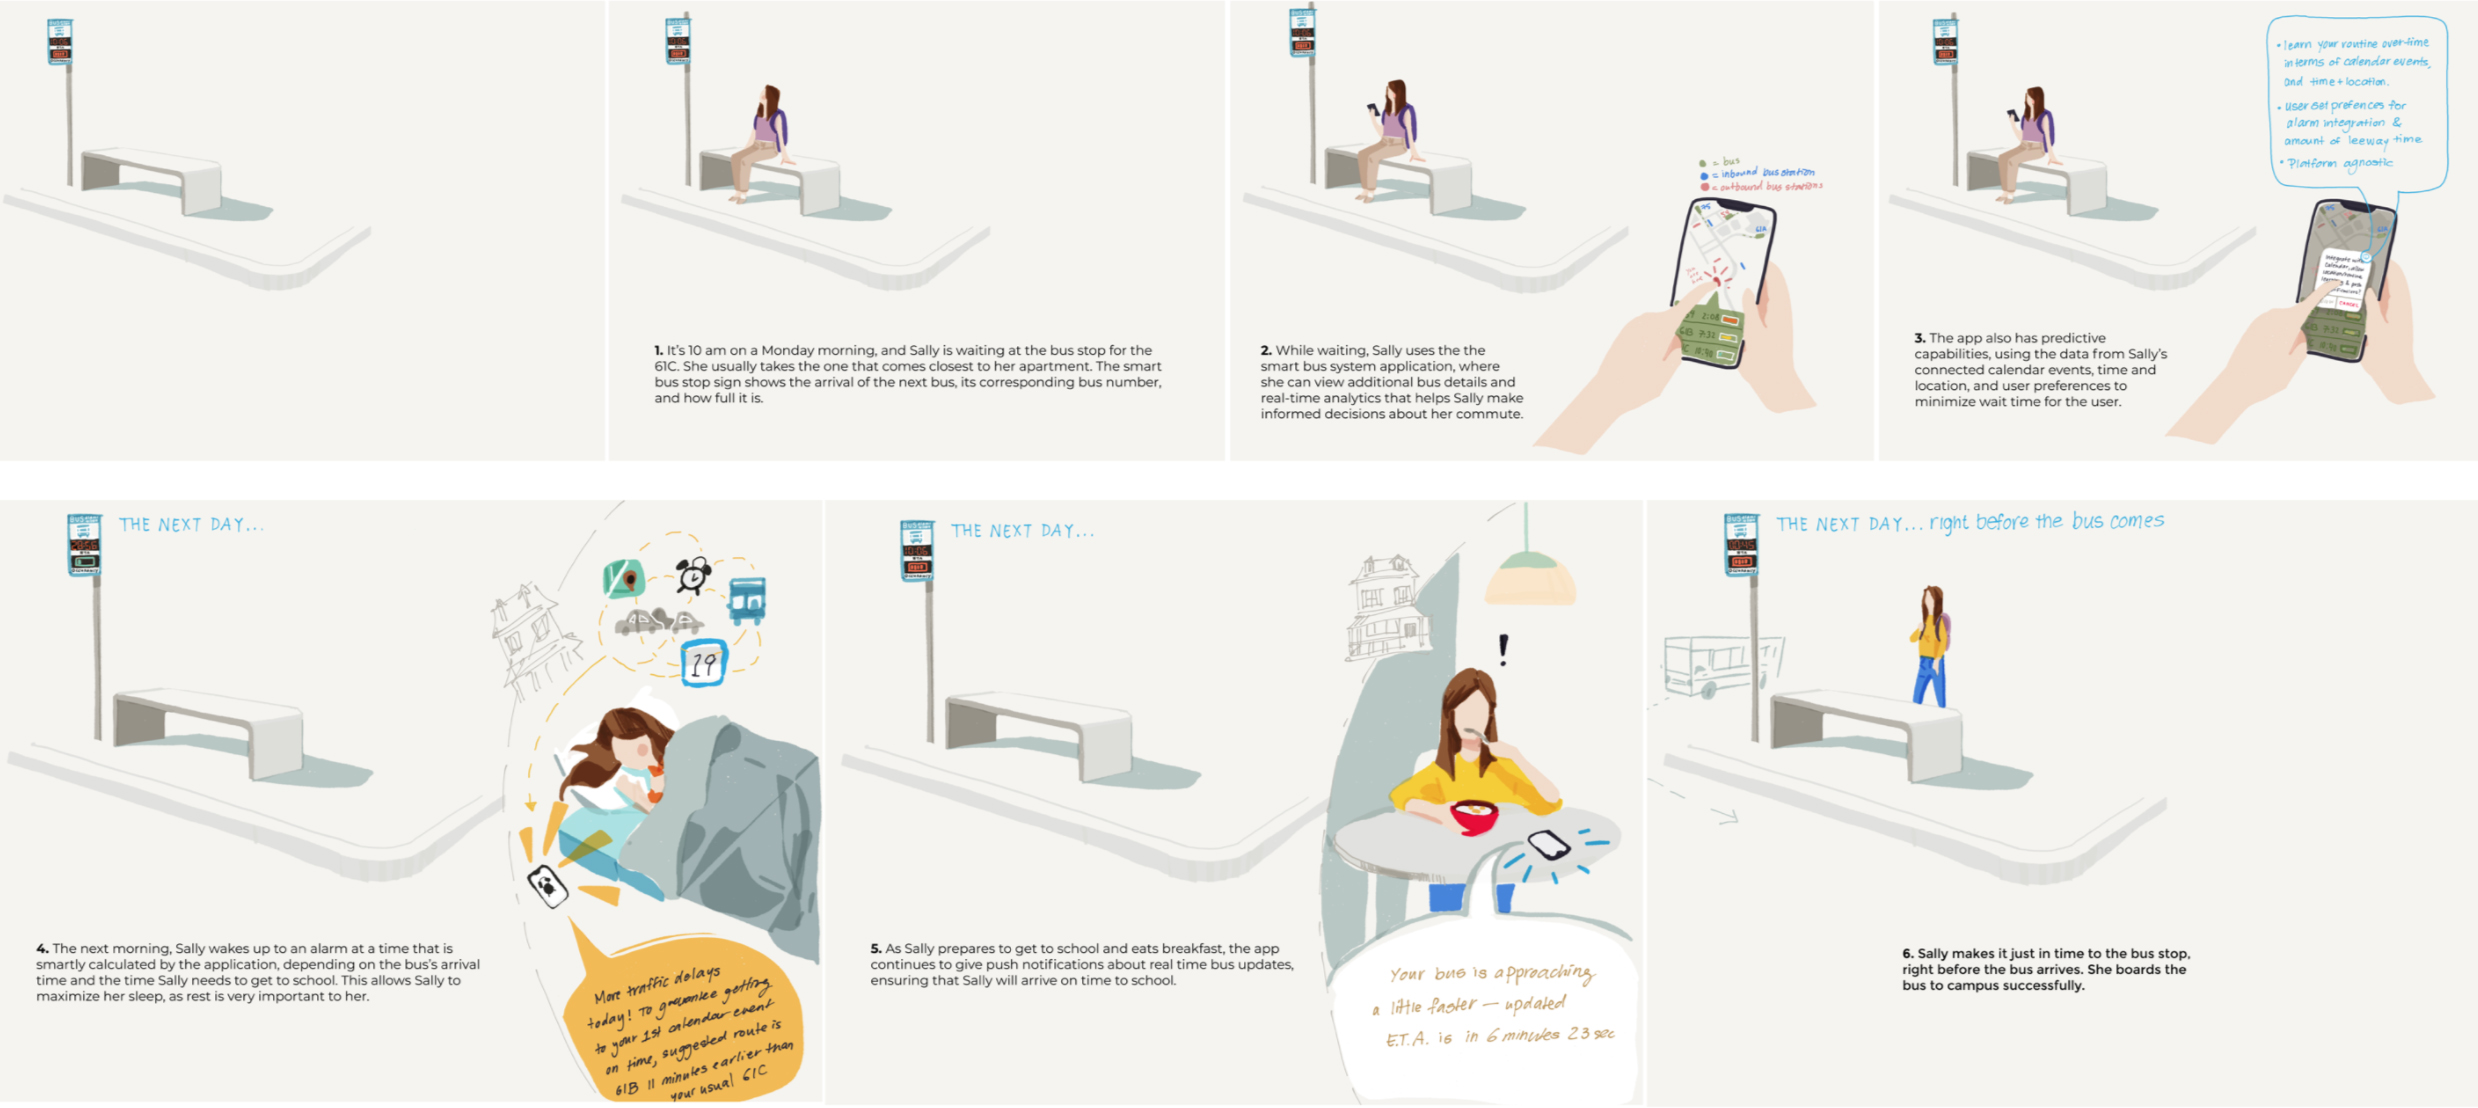 1. It's 10 am on a Monday morning, and Sally is waiting at the bus stop for the
61C. She usually takes the one that comes closest to her apartment. The smart
bus stop sign shows the arrival of the next bus, its corresponding bus number,
and how full it is.
= bus
= inbound bus station
= outbound bus stations
61A
2. While waiting, Sally uses the the
smart bus system application, where
she can view additional bus details and
real-time analytics that helps Sally make
informed decisions about her commute.
• learn your routine over time
in terms of calendar events,
and time + location.
• user set prefences for
alarm integration &
amount of leeway time
• Platform agnostic
CANCEL
3. The app also has predictive
capabilities, using the data from Sally's
connected calendar events, time and
location, and user preferences to
minimize wait time for the user.
THE NEXT DAY...
19
4. The next morning, Sally wakes up to an alarm at a time that is
smartly calculated by the application, depending on the bus's arrival
time and the time Sally needs to get to school. This allows Sally to
maximize her sleep, as rest is very important to her.
More traffic delays
today! To guarantee getting
to your 1st calendar event
on time, suggested route is
61B 11 minutes earlier than
your usual 61C
THE NEXT DAY...
!
5. As Sally prepares to get to school and eats breakfast, the app
continues to give push notifications about real time bus updates,
ensuring that Sally will arrive on time to school.
Your bus is approaching
a little faster — updated
E.T.A. is in 6 minutes 23 sec
THE NEXT DAY... right before the bus comes
6. Sally makes it just in time to the bus stop,
right before the bus arrives. She boards the
bus to campus successfully.